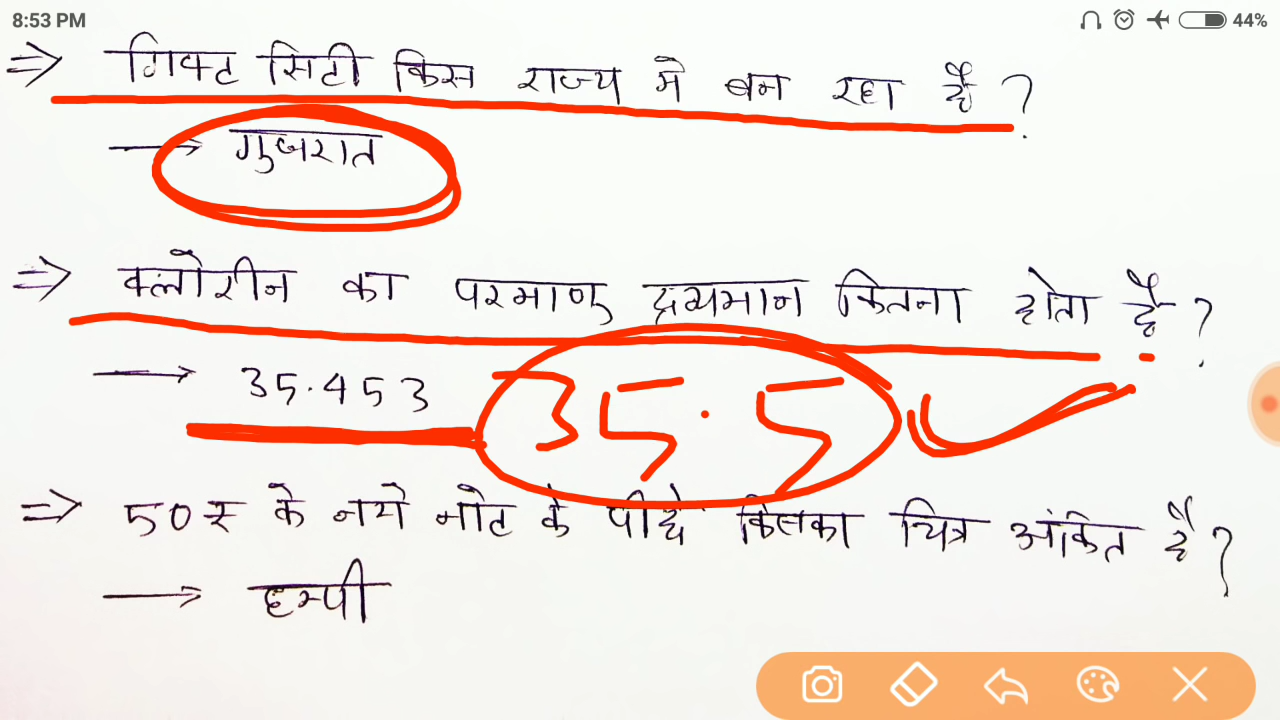 8:53 PM 44%
⇒ गिफ्ट सिटी किस राज्य मे बन रहा है ?
→ गुजरात
⇒ क्लोरीन का परमाणु द्रव्यमान कितना होता है ?
→ 35.453 35.5
⇒ 50₹ के नये नोट के पीछे किसका चित्र अंकित है ?
→ हम्पी